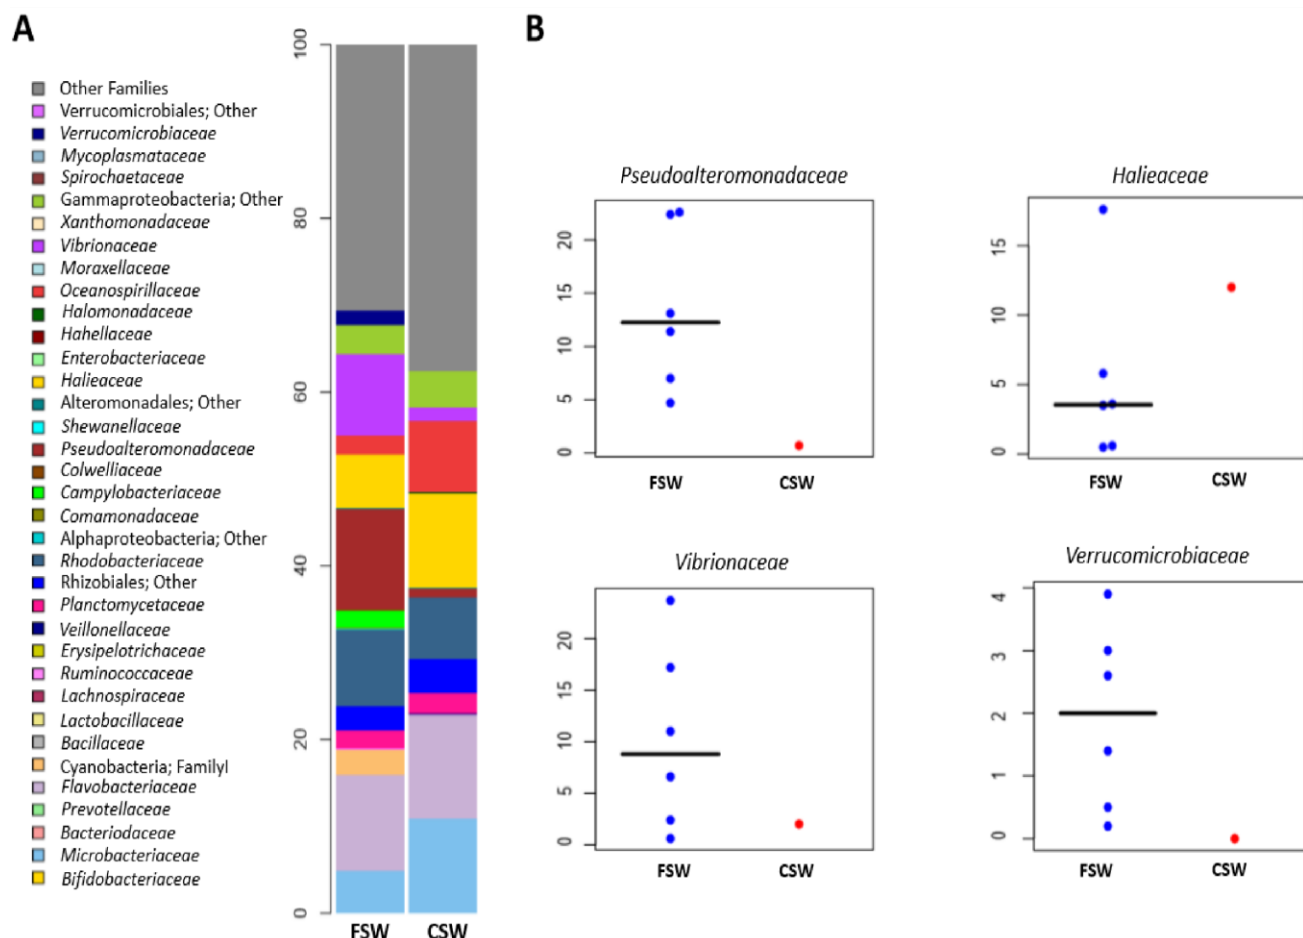 A
Other Families
Verrucomicrobiales; Other
Verrucomicrobiaceae
Mycoplasmataceae
Spirochaetaceae
Gammaproteobacteria; Other
Xanthomonadaceae
Vibrionaceae
Moraxellaceae
Oceanospirillaceae
Halomonadaceae
Hahellaceae
Enterobacteriaceae
Halieaceae
Alteromonadales; Other
Shewanellaceae
Pseudoalteromonadaceae
Colwelliaceae
Campylobacteriaceae
Comamonadaceae
Alphaproteobacteria; Other
Rhodobacteriaceae
Rhizobiales; Other
Planctomycetaceae
Veillonellaceae
Erysipelotrichaceae
Ruminococcaceae
Lachnospiraceae
Lactobacillaceae
Bacillaceae
Cyanobacteria; FamilyI
Flavobacteriaceae
Prevotellaceae
Bacteriodaceae
Microbacteriaceae
Bifidobacteriaceae
100
80
60
40
20
0
FSW CSW
B
Pseudoalteromonadaceae
20
15
10
5
0
FSW CSW
Halieaceae
15
10
5
0
FSW CSW
Vibrionaceae
20
15
10
5
0
FSW CSW
Verrucomicrobiaceae
4
3
2
1
0
FSW CSW